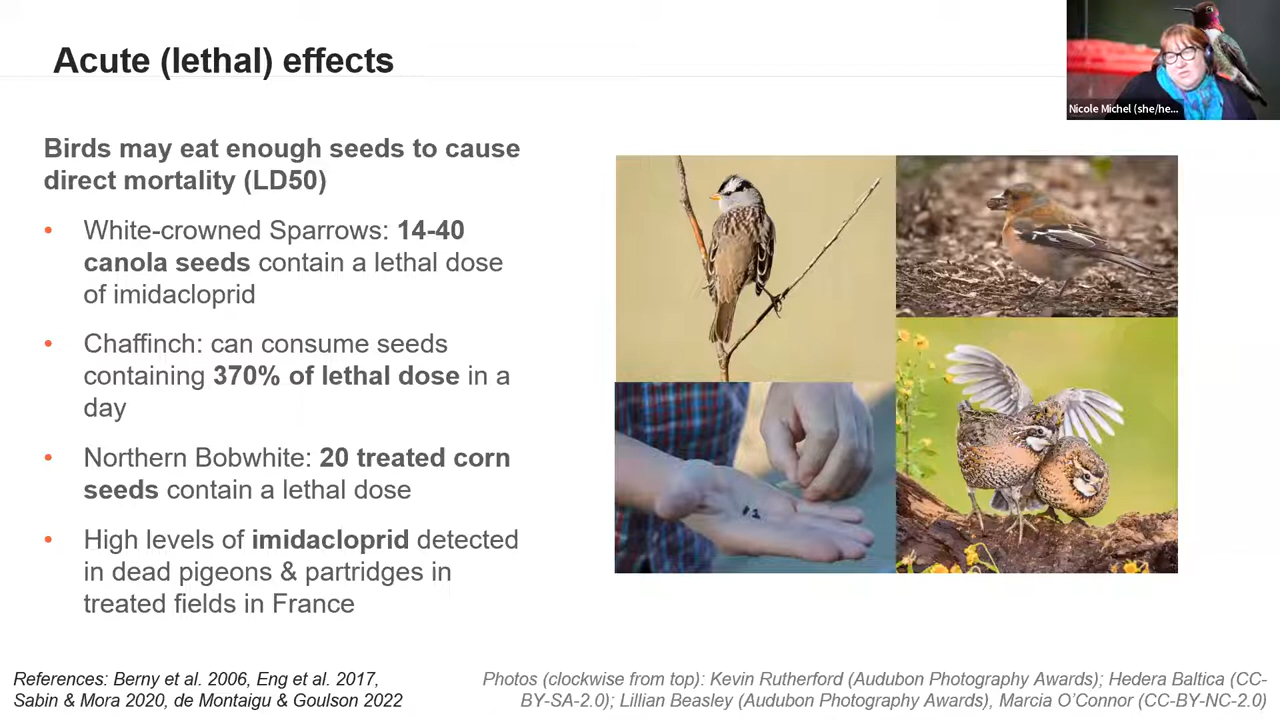 Acute (lethal) effects
Nicole Michel (she/he...
Birds may eat enough seeds to cause
direct mortality (LD50)
• White-crowned Sparrows: 14-40
canola seeds contain a lethal dose
of imidacloprid
• Chaffinch: can consume seeds
containing 370% of lethal dose in a
day
• Northern Bobwhite: 20 treated corn
seeds contain a lethal dose
• High levels of imidacloprid detected
in dead pigeons & partridges in
treated fields in France
References: Berny et al. 2006, Eng et al. 2017,
Sabin & Mora 2020, de Montaigu & Goulson 2022
Photos (clockwise from top): Kevin Rutherford (Audubon Photography Awards); Hedera Baltica (CC-
BY-SA-2.0); Lillian Beasley (Audubon Photography Awards), Marcia O’Connor (CC-BY-NC-2.0)